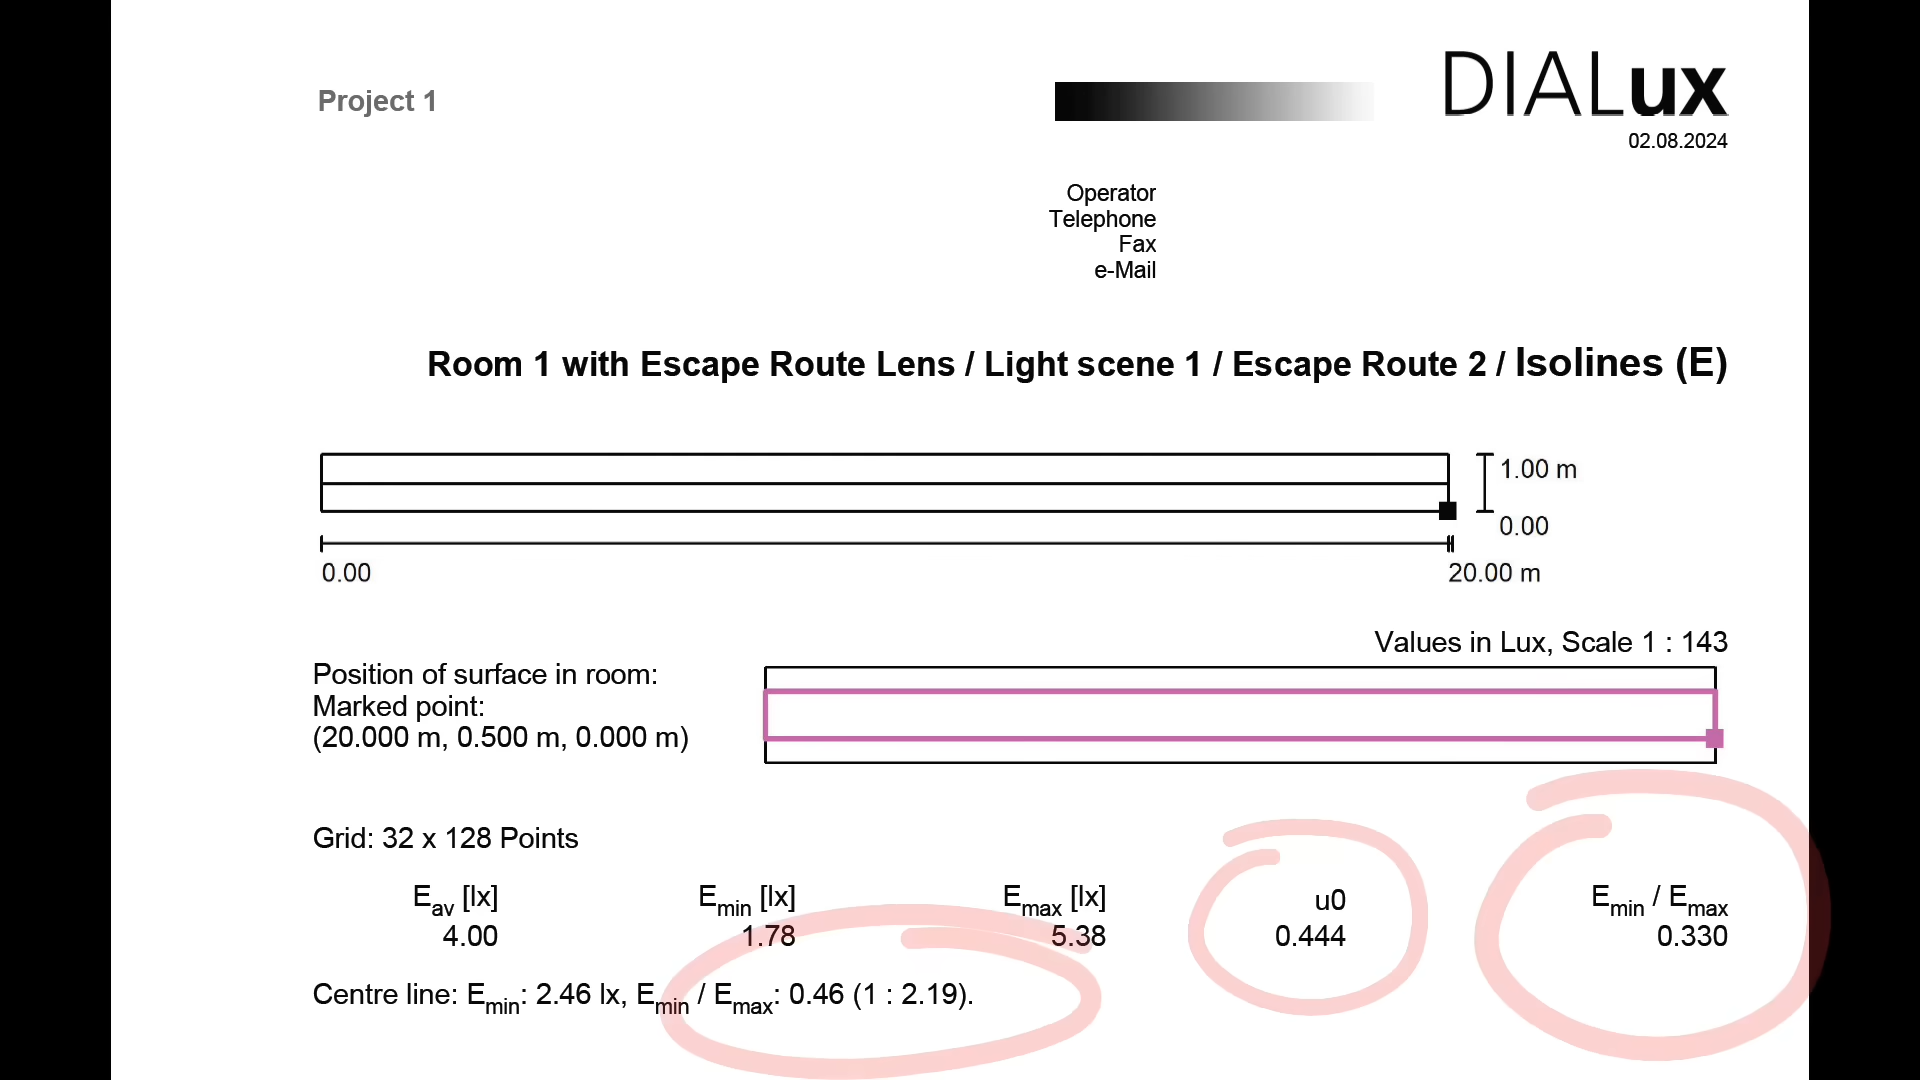 Project 1
DIALux
02.08.2024
Operator
Telephone
Fax
e-Mail
Room 1 with Escape Route Lens / Light scene 1 / Escape Route 2 / Isolines (E)
1.00 m
0.00
0.00 20.00 m
Values in Lux, Scale 1 : 143
Position of surface in room:
Marked point:
(20.000 m, 0.500 m, 0.000 m)
Grid: 32 x 128 Points
Eav [lx] Emin [lx] Emax [lx] u0 Emin / Emax
4.00 1.78 5.38 0.444 0.330
Centre line: Emin: 2.46 lx, Emin / Emax: 0.46 (1 : 2.19).